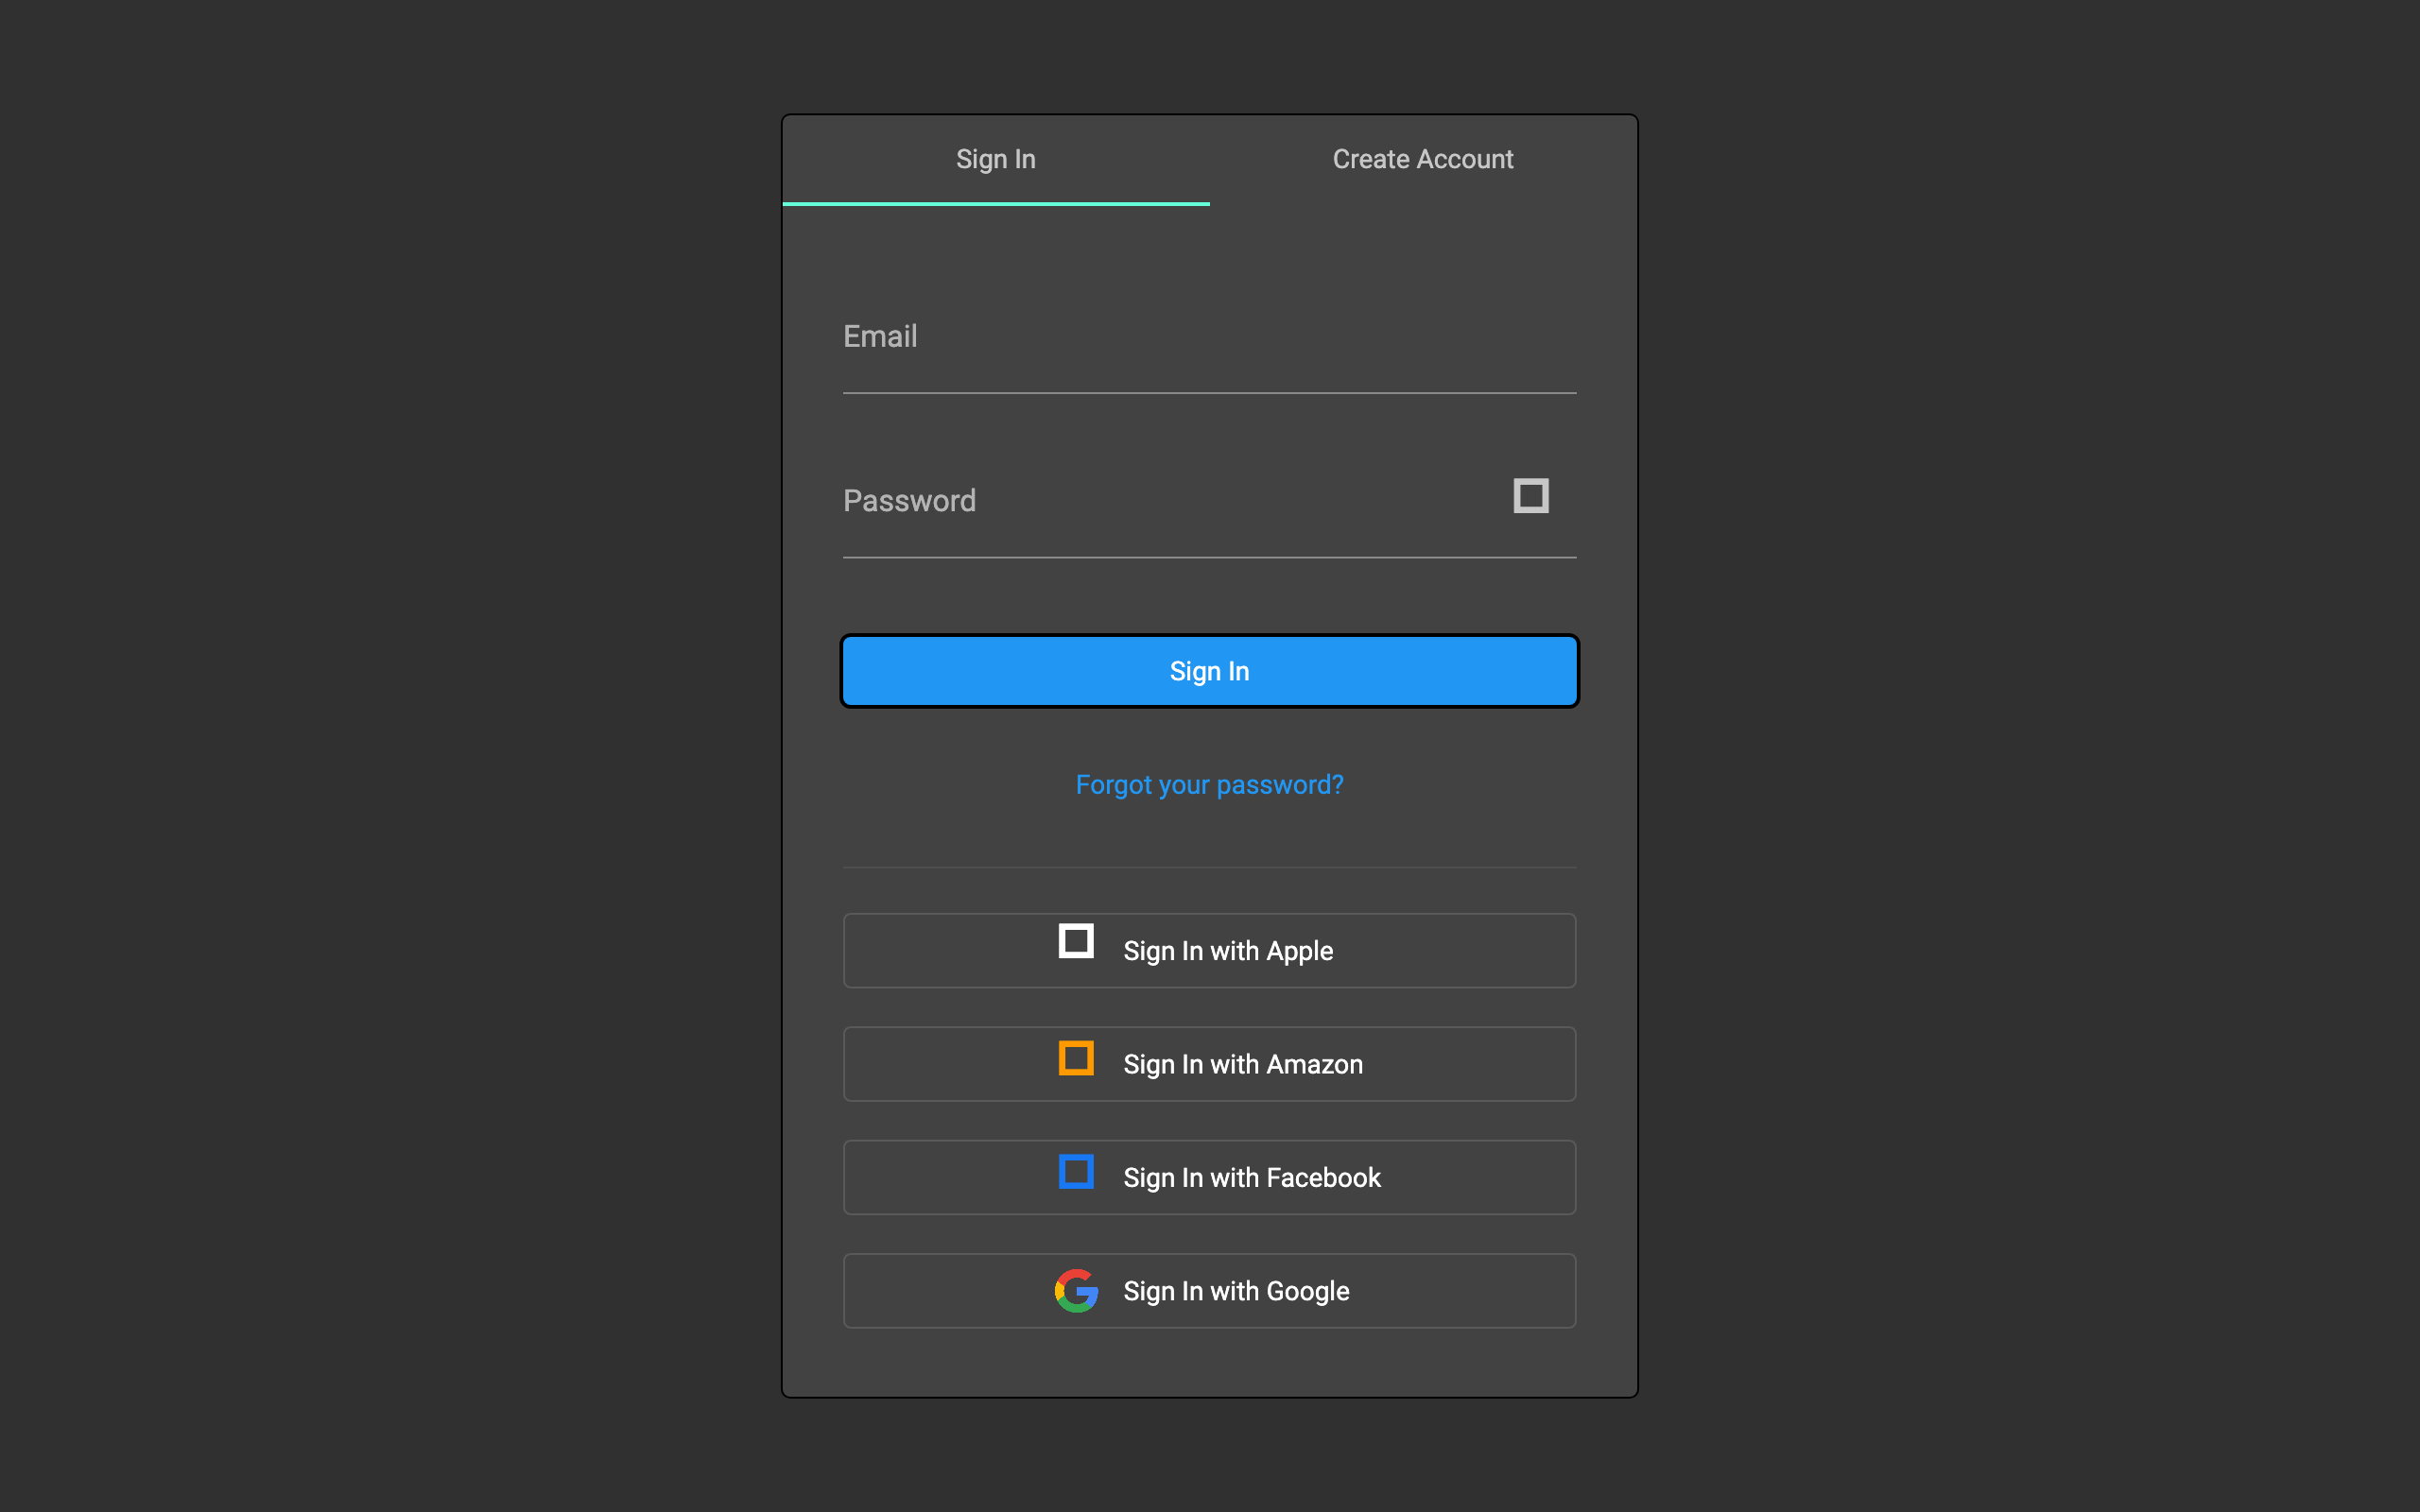 Sign In
Create Account
Email
Password
Sign In
Forgot your password?
Sign In with Apple
Sign In with Amazon
Sign In with Facebook
Sign In with Google